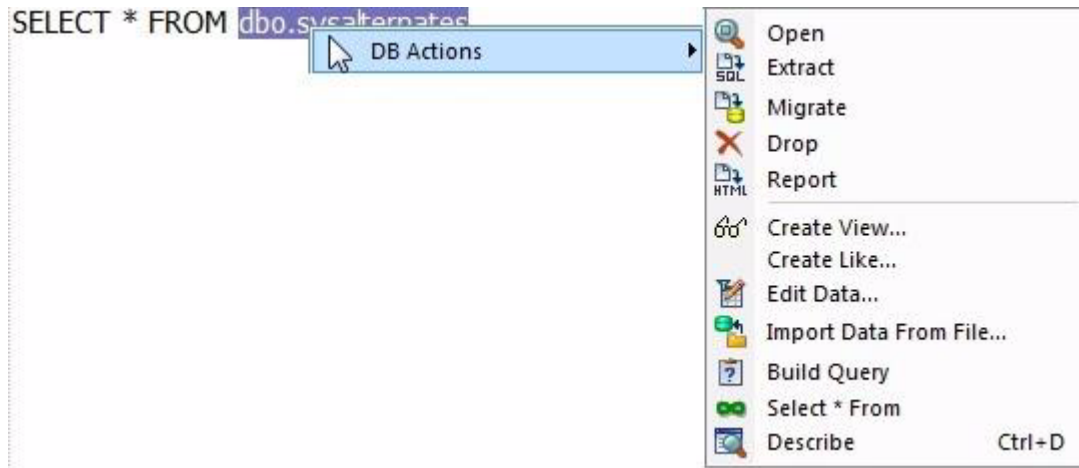 SELECT * FROM dbo.sysalternates
DB Actions
Open
SQL
Extract
Migrate
Drop
HTML
Report
Create View...
Create Like...
Edit Data...
Import Data From File...
Build Query
Select * From
Describe Ctrl+D